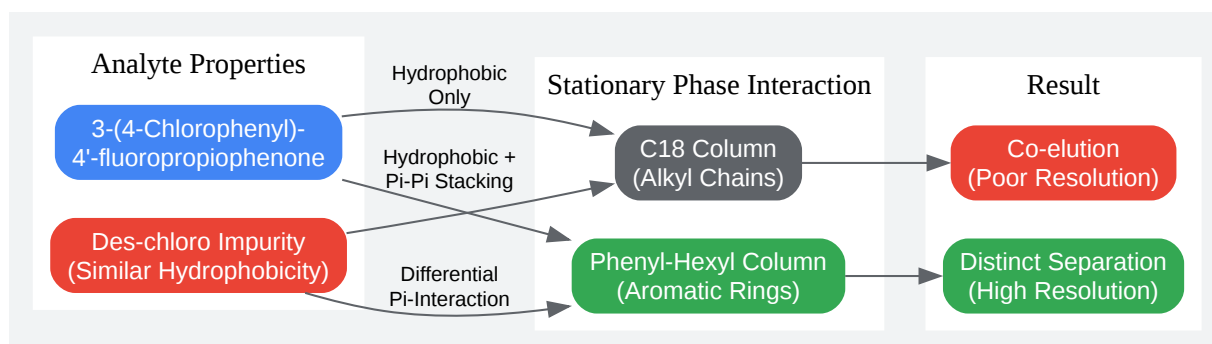 Analyte Properties
3-(4-Chlorophenyl)-
4'-fluoropropiophenone
Des-chloro Impurity
(Similar Hydrophobicity)
Hydrophobic
Only
Hydrophobic +
Pi-Pi Stacking
Differential
Pi-Interaction
Stationary Phase Interaction
C18 Column
(Alkyl Chains)
Phenyl-Hexyl Column
(Aromatic Rings)
Result
Co-elution
(Poor Resolution)
Distinct Separation
(High Resolution)